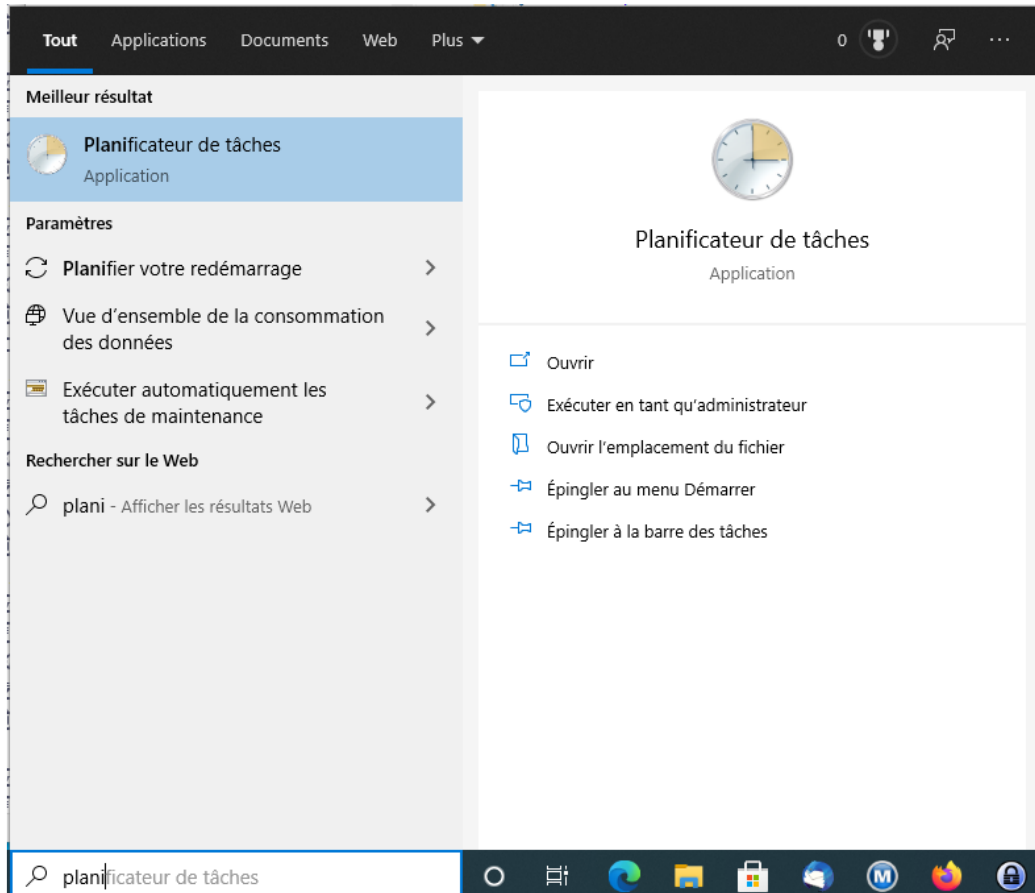 Tout Applications Documents Web Plus 0 ...
Meilleur résultat
Planificateur de tâches
Application
Paramètres
Planifier votre redémarrage
Vue d'ensemble de la consommation
des données
Exécuter automatiquement les
tâches de maintenance
Rechercher sur le Web
plani - Afficher les résultats Web
Planificateur de tâches
Application
Ouvrir
Exécuter en tant qu'administrateur
Ouvrir l'emplacement du fichier
Épingler au menu Démarrer
Épingler à la barre des tâches
planificateur de tâches
M